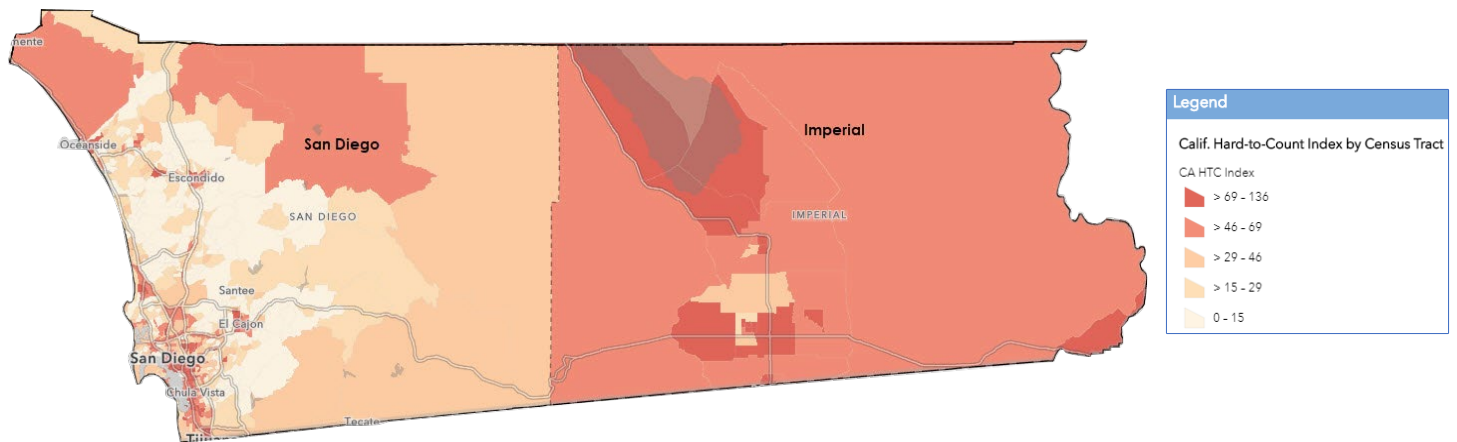 mente
Oceanside
Escondido
San Diego
SAN DIEGO
Santee
El Cajon
San Diego
Chula Vista
Tecate
Imperial
IMPERIAL
Legend
Calif. Hard-to-Count Index by Census Tract
CA HTC Index
> 69 - 136
> 46 - 69
> 29 - 46
> 15 - 29
0 - 15